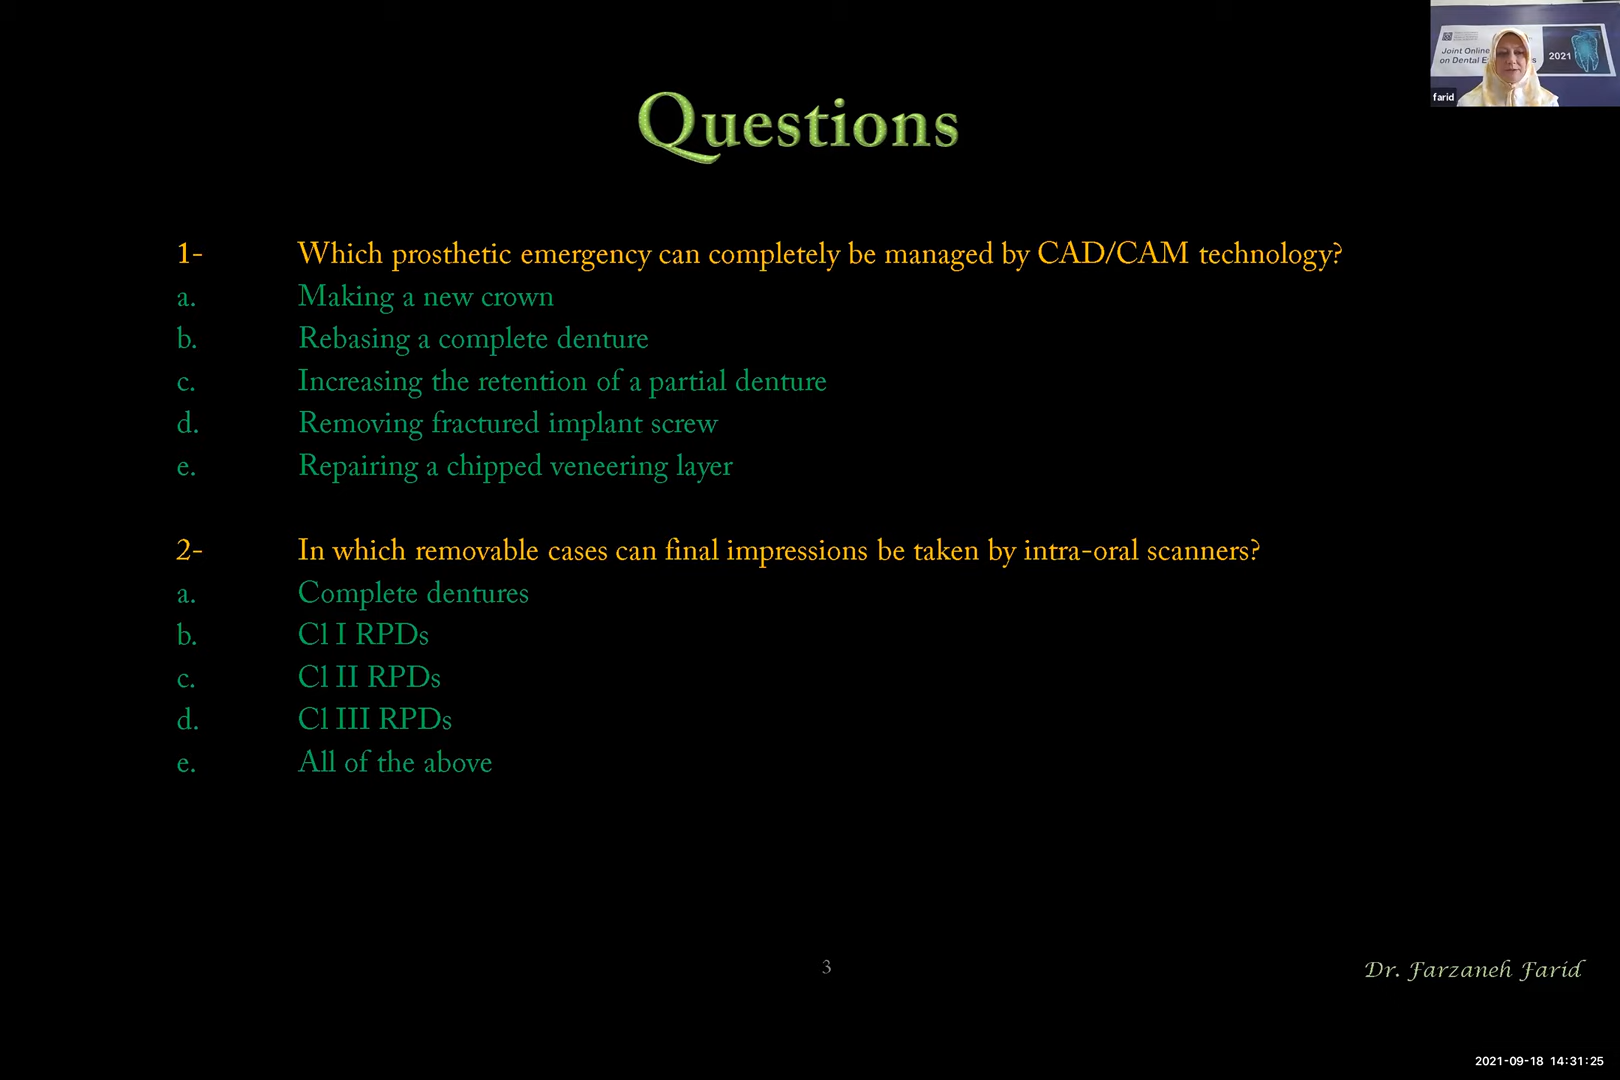 Joint Online
on Dental E
s
2021
farid
Questions
1- Which prosthetic emergency can completely be managed by CAD/CAM technology?
a. Making a new crown
b. Rebasing a complete denture
c. Increasing the retention of a partial denture
d. Removing fractured implant screw
e. Repairing a chipped veneering layer
2- In which removable cases can final impressions be taken by intra-oral scanners?
a. Complete dentures
b. Cl I RPDs
c. Cl II RPDs
d. Cl III RPDs
e. All of the above
3
Dr. Farzaneh Farid
2021-09-18 14:31:25